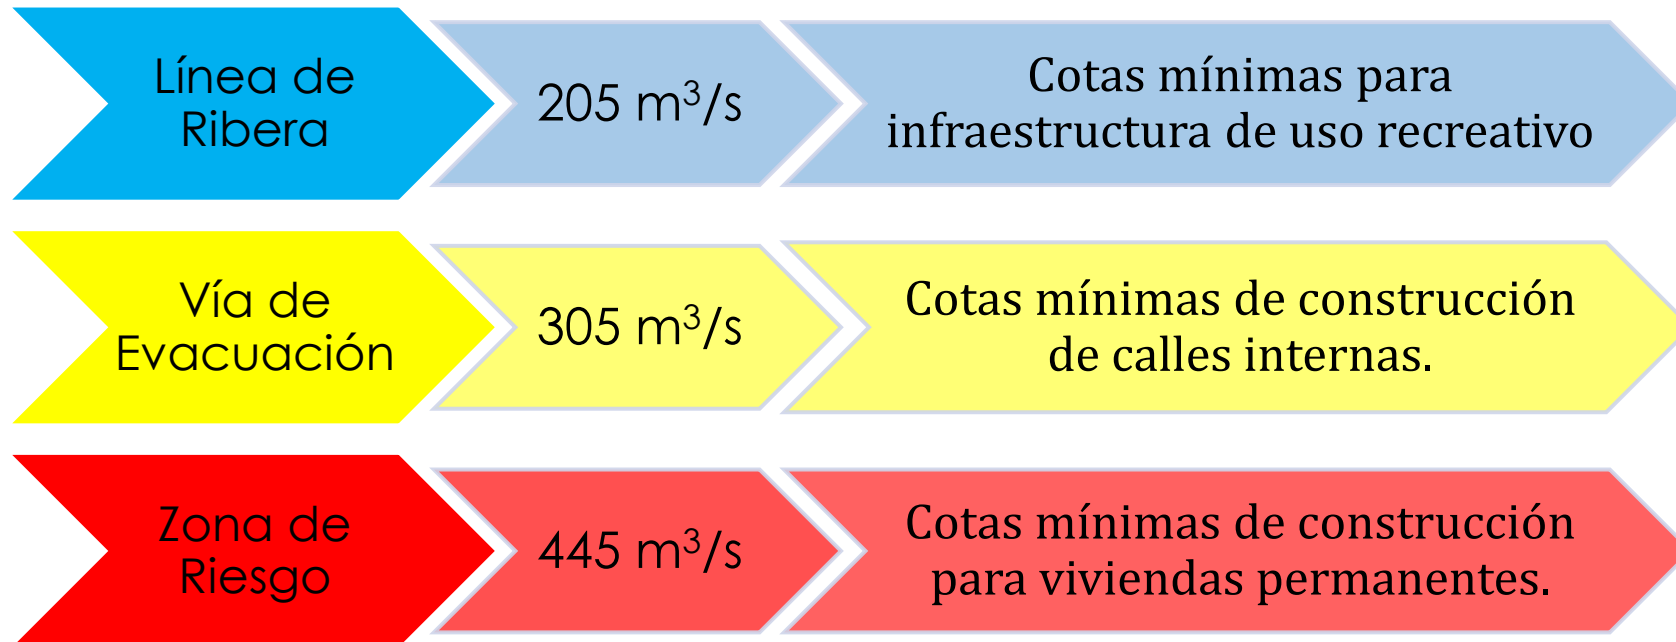 Línea de
Ribera
205 m³/s
Cotas mínimas para
infraestructura de uso recreativo
Vía de
Evacuación
305 m³/s
Cotas mínimas de construcción
de calles internas.
Zona de
Riesgo
445 m³/s
Cotas mínimas de construcción
para viviendas permanentes.